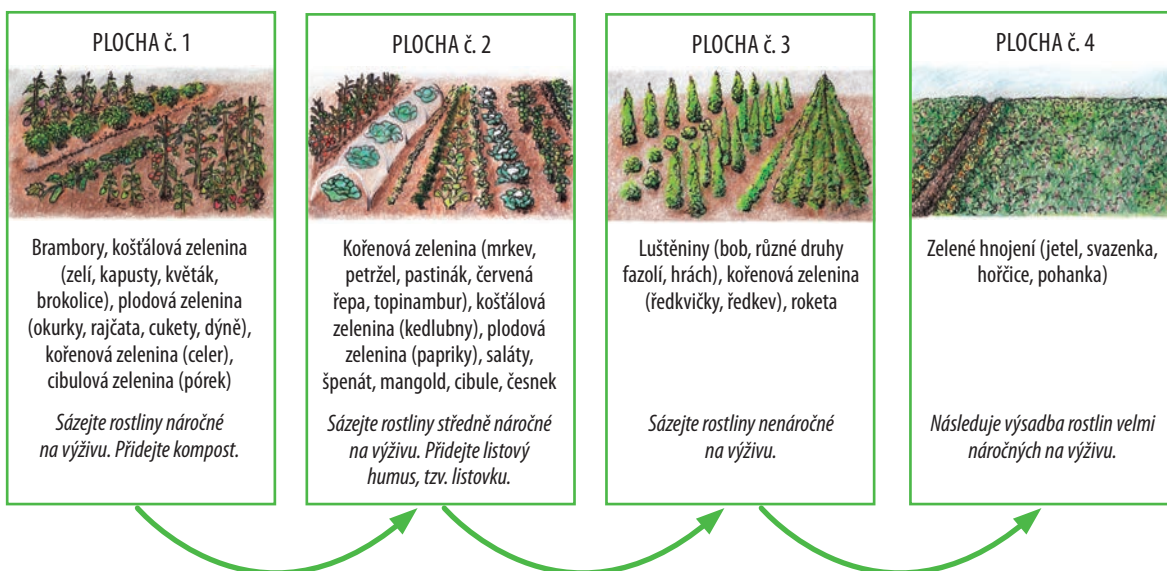 PLOCHA č. 1
Brambory, košťálová zelenina
(zelí, kapusty, květák,
brokolice), plodová zelenina
(okurky, rajčata, cukety, dýně),
kořenová zelenina (celer),
cibulová zelenina (pórek)
Sázejte rostliny náročné
na výživu. Přidejte kompost.
PLOCHA č. 2
Kořenová zelenina (mrkev,
petržel, pastinák, červená
řepa, topinambur), košťálová
zelenina (kedlubny), plodová
zelenina (papriky), saláty,
špenát, mangold, cibule, česnek
Sázejte rostliny středně náročné
na výživu. Přidejte listový
humus, tzv. listovku.
PLOCHA č. 3
Luštěniny (bob, různé druhy
fazolí, hrách), kořenová zelenina
(ředkvičky, ředkev), roketa
Sázejte rostliny nenáročné
na výživu.
PLOCHA č. 4
Zelené hnojení (jetel, svazenka,
hořčice, pohanka)
Následuje výsadba rostlin velmi
náročných na výživu.